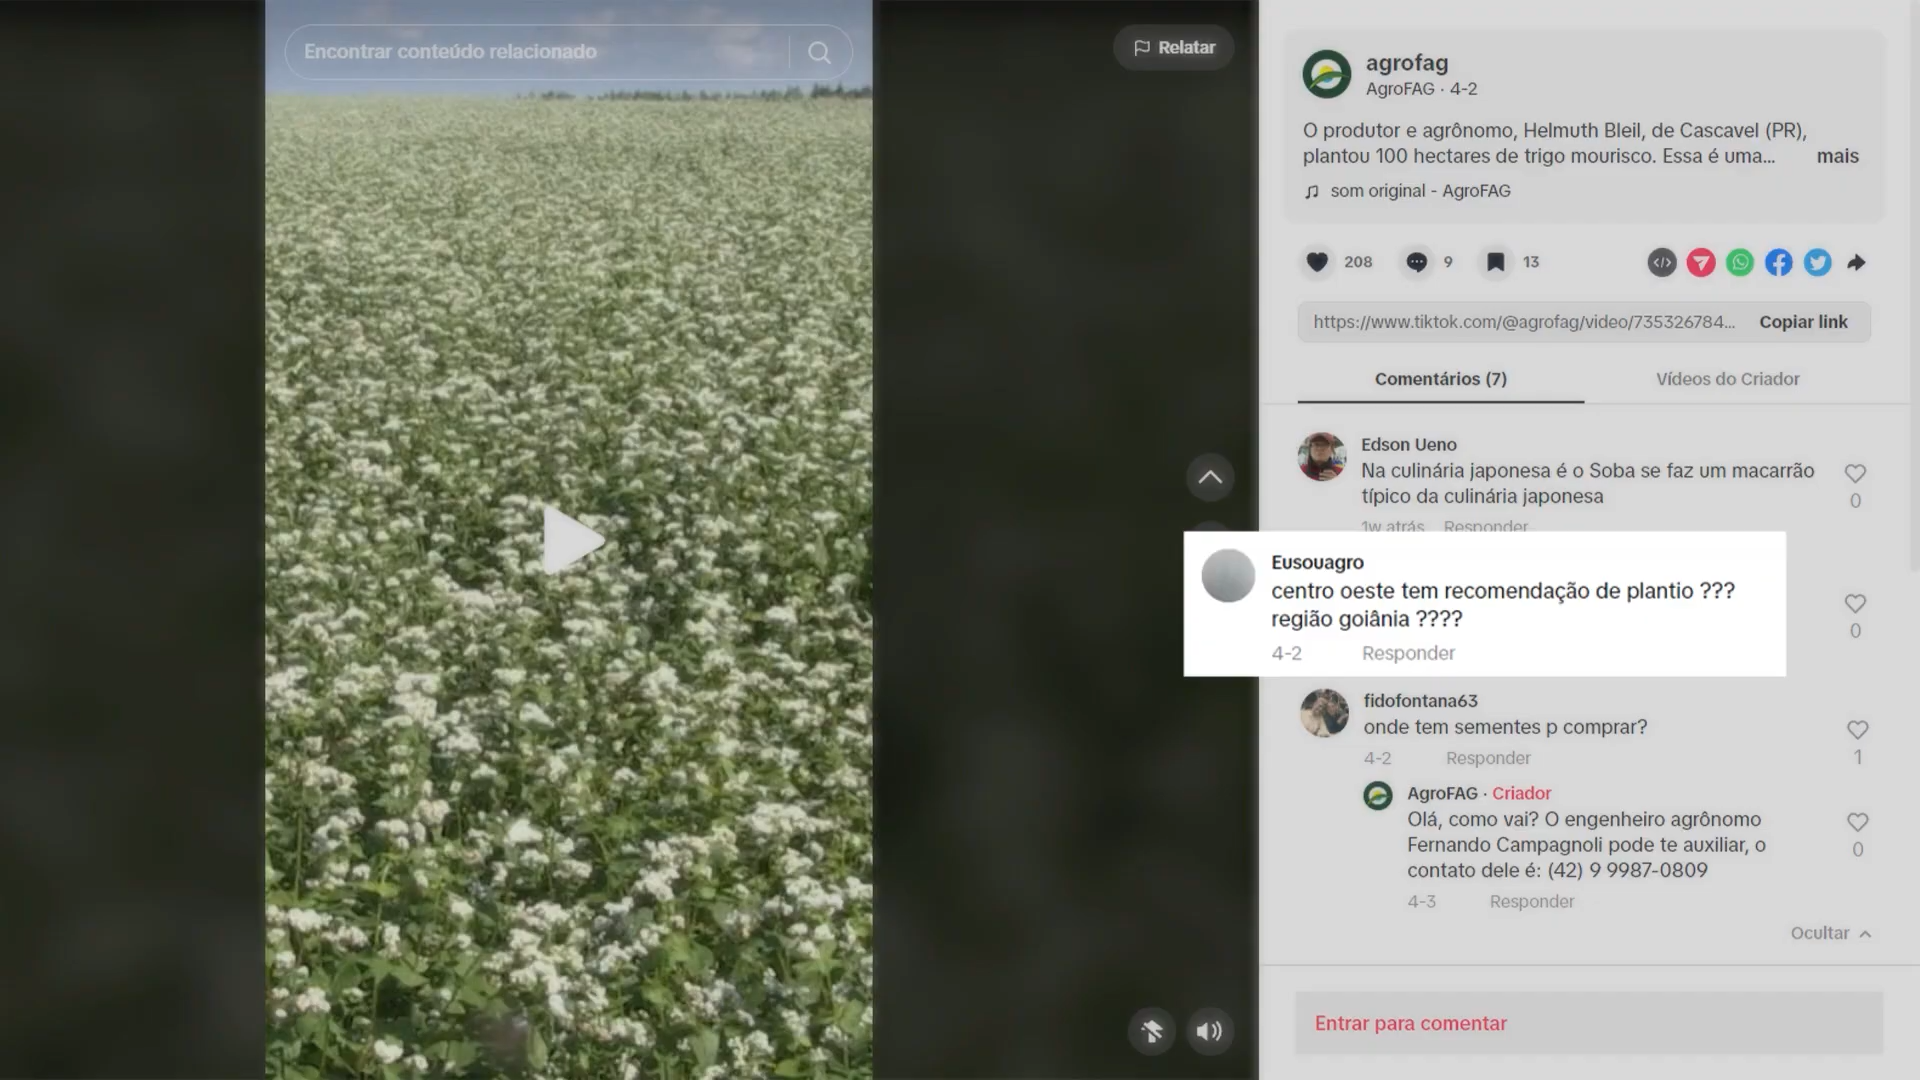 Encontrar conteúdo relacionado
Relatar
agrofag
AgroFAG · 4-2
O produtor e agrônomo, Helmuth Bleil, de Cascavel (PR),
plantou 100 hectares de trigo mourisco. Essa é uma... mais
som original - AgroFAG
208 9 13
https://www.tiktok.com/@agrofag/video/735326784... Copiar link
Comentários (7) Vídeos do Criador
Edson Ueno
Na culinária japonesa é o Soba se faz um macarrão
típico da culinária japonesa
0
1w atrás Responder
Eusouagro
centro oeste tem recomendação de plantio ???
região goiânia ????
0
4-2 Responder
fidofontana63
onde tem sementes p comprar?
4-2 Responder
1
AgroFAG · Criador
Olá, como vai? O engenheiro agrônomo
Fernando Campagnoli pode te auxiliar, o
contato dele é: (42) 9 9987-0809
0
4-3 Responder
Ocultar
Entrar para comentar